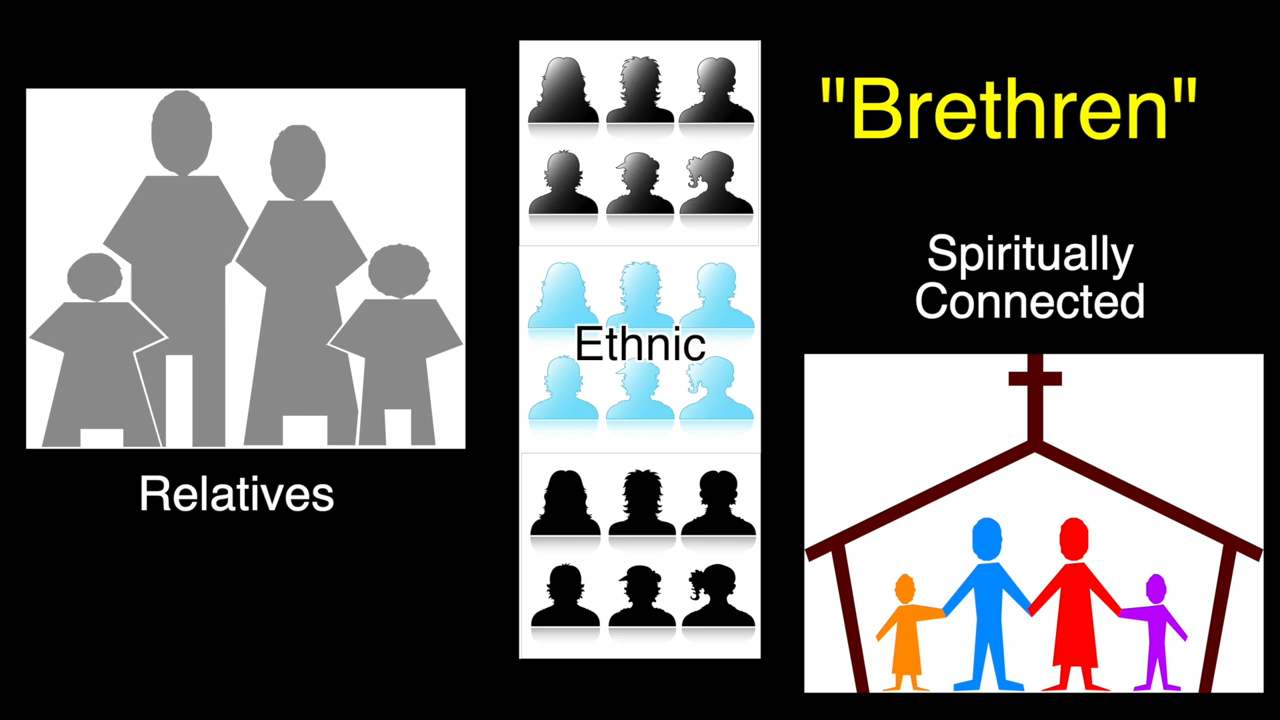 "Brethren"
Relatives
Ethnic
Spiritually
Connected